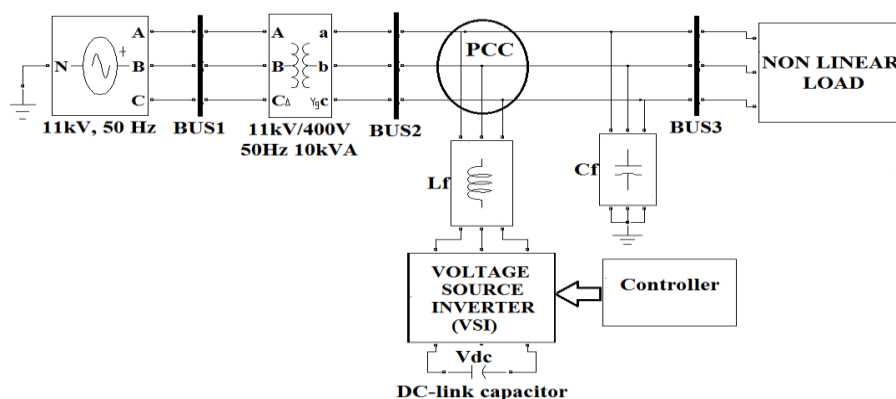 A
B
C
N
+
11kV, 50 Hz
BUS1
A
B
C
Δ
a
b
c
Yg
11kV/400V
50Hz 10kVA
BUS2
PCC
BUS3
NON LINEAR
LOAD
Lf
Cf
VOLTAGE
SOURCE
INVERTER
(VSI)
Controller
Vdc
DC-link capacitor